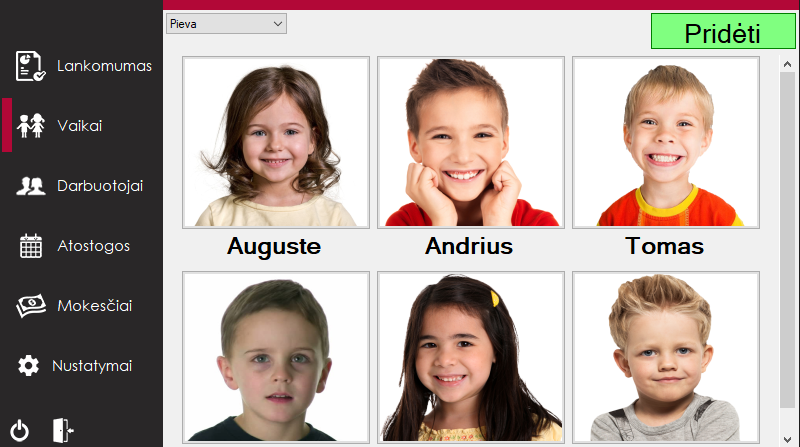 Lankomumas
Vaikai
Darbuotojai
Atostogos
Mokesčiai
Nustatymai
Pieva
Pridėti
Auguste
Andrius
Tomas